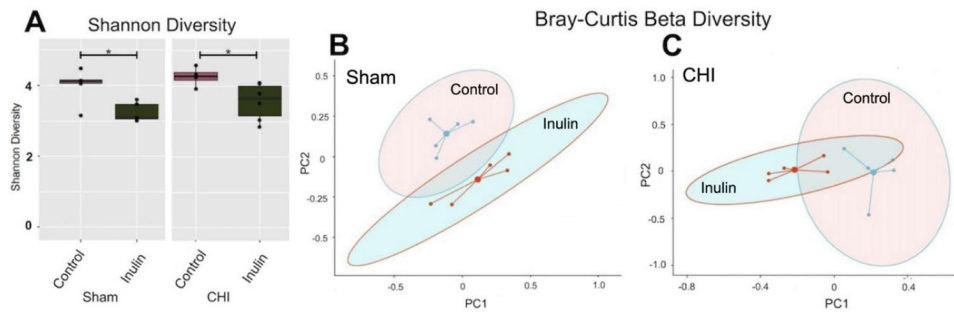 A
Shannon Diversity
Shannon Diversity
4
2
0
*
*
Control
Inulin
Control
Inulin
Sham
CHI
Bray-Curtis Beta Diversity
B
Sham
Control
Inulin
PC2
0.5
0.25
0
-0.25
-0.5
-0.5
0
0.5
1.0
PC1
C
CHI
Control
Inulin
PC2
1.0
0.5
0
-0.5
-1.0
-0.8
-0.4
0
0.4
PC1